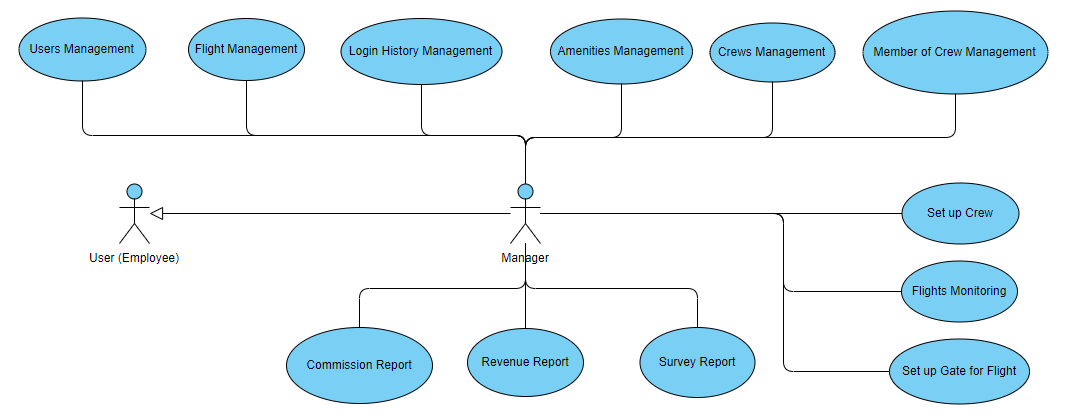 Users Management
Flight Management
Login History Management
Amenities Management
Crews Management
Member of Crew Management
User (Employee)
Manager
Set up Crew
Flights Monitoring
Set up Gate for Flight
Commission Report
Revenue Report
Survey Report